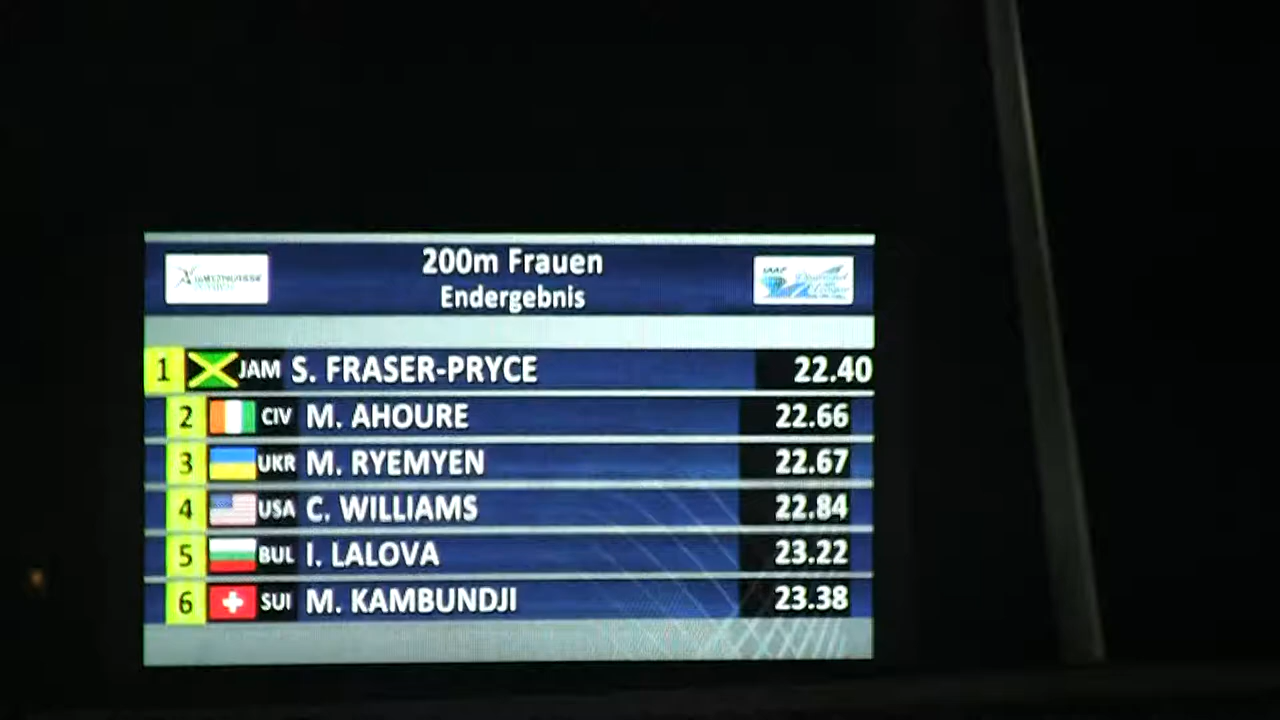 200m Frauen
Endergebnis
1 JAM S. FRASER-PRYCE 22.40
2 CIV M. AHOURE 22.66
3 UKR M. RYEMYEN 22.67
4 USA C. WILLIAMS 22.84
5 BUL I. LALOVA 23.22
6 SUI M. KAMBUNDJI 23.38